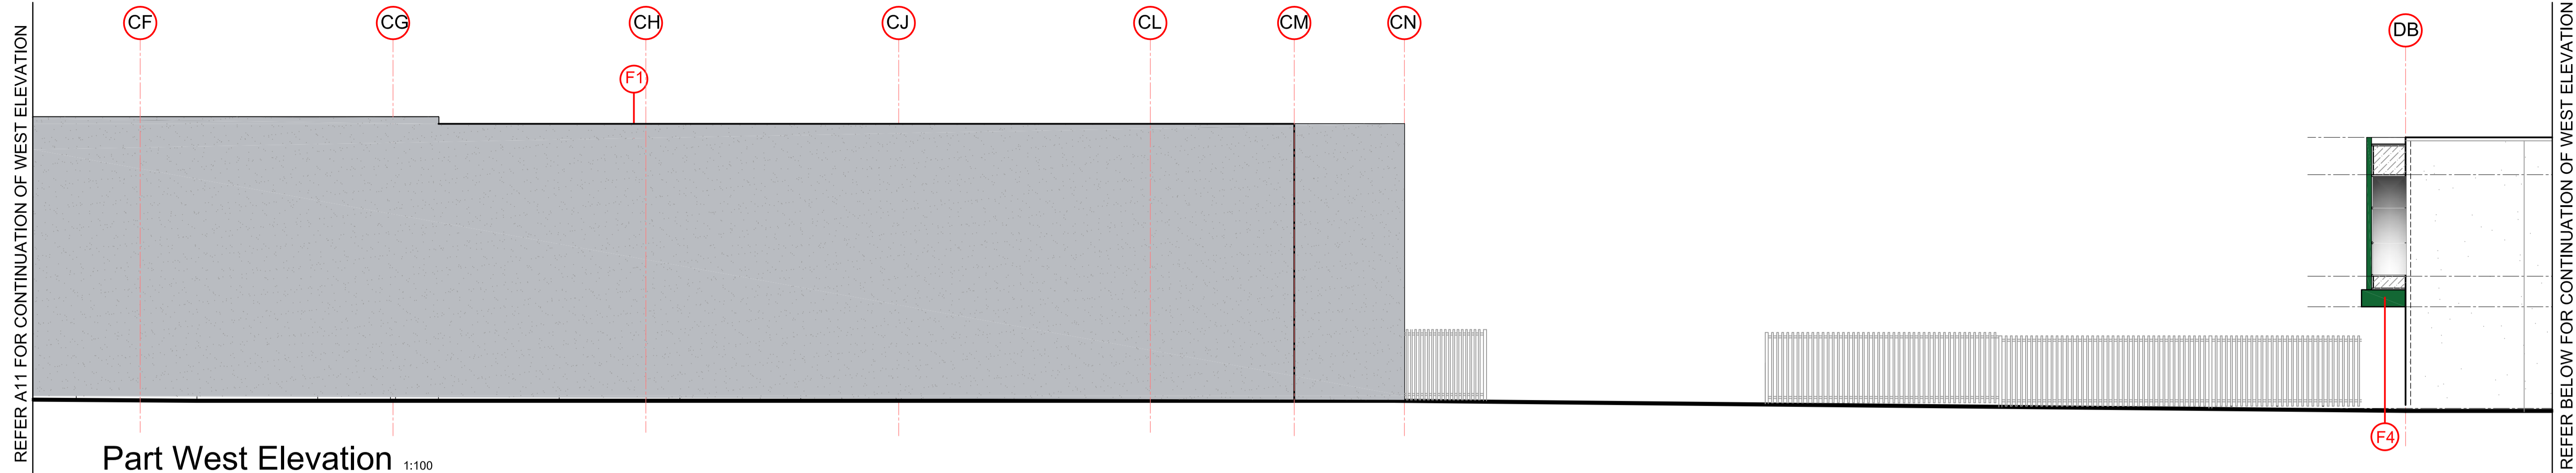 REFER A11 FOR CONTINUATION OF WEST ELEVATION
CF
CG
CH
CJ
CL
CM
CN
DB
F1
F4
Part West Elevation 1:100
REFER BELOW FOR CONTINUATION OF WEST ELEVATION